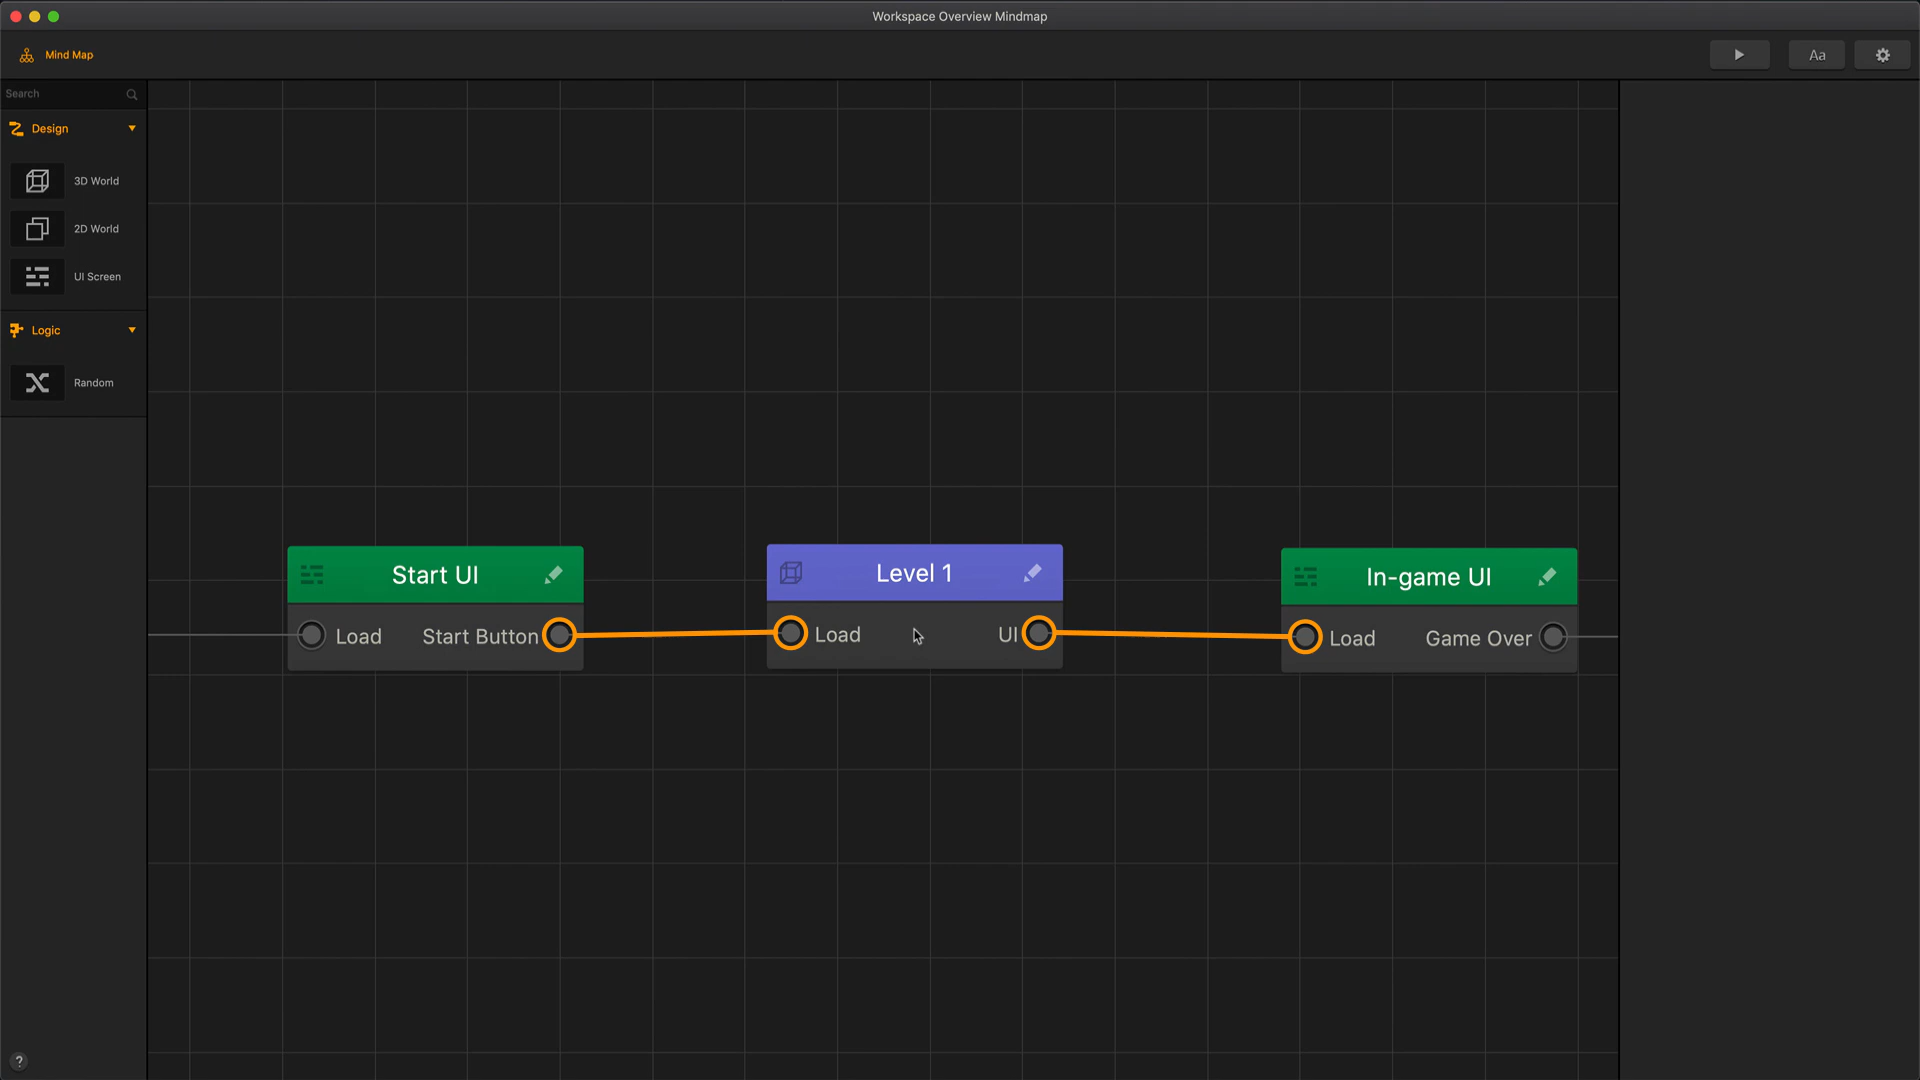 Workspace Overview Mindmap
Mind Map
Aa
Search
Design
3D World
2D World
UI Screen
Logic
Random
Start UI
Load Start Button
Level 1
Load UI
In-game UI
Load Game Over
?